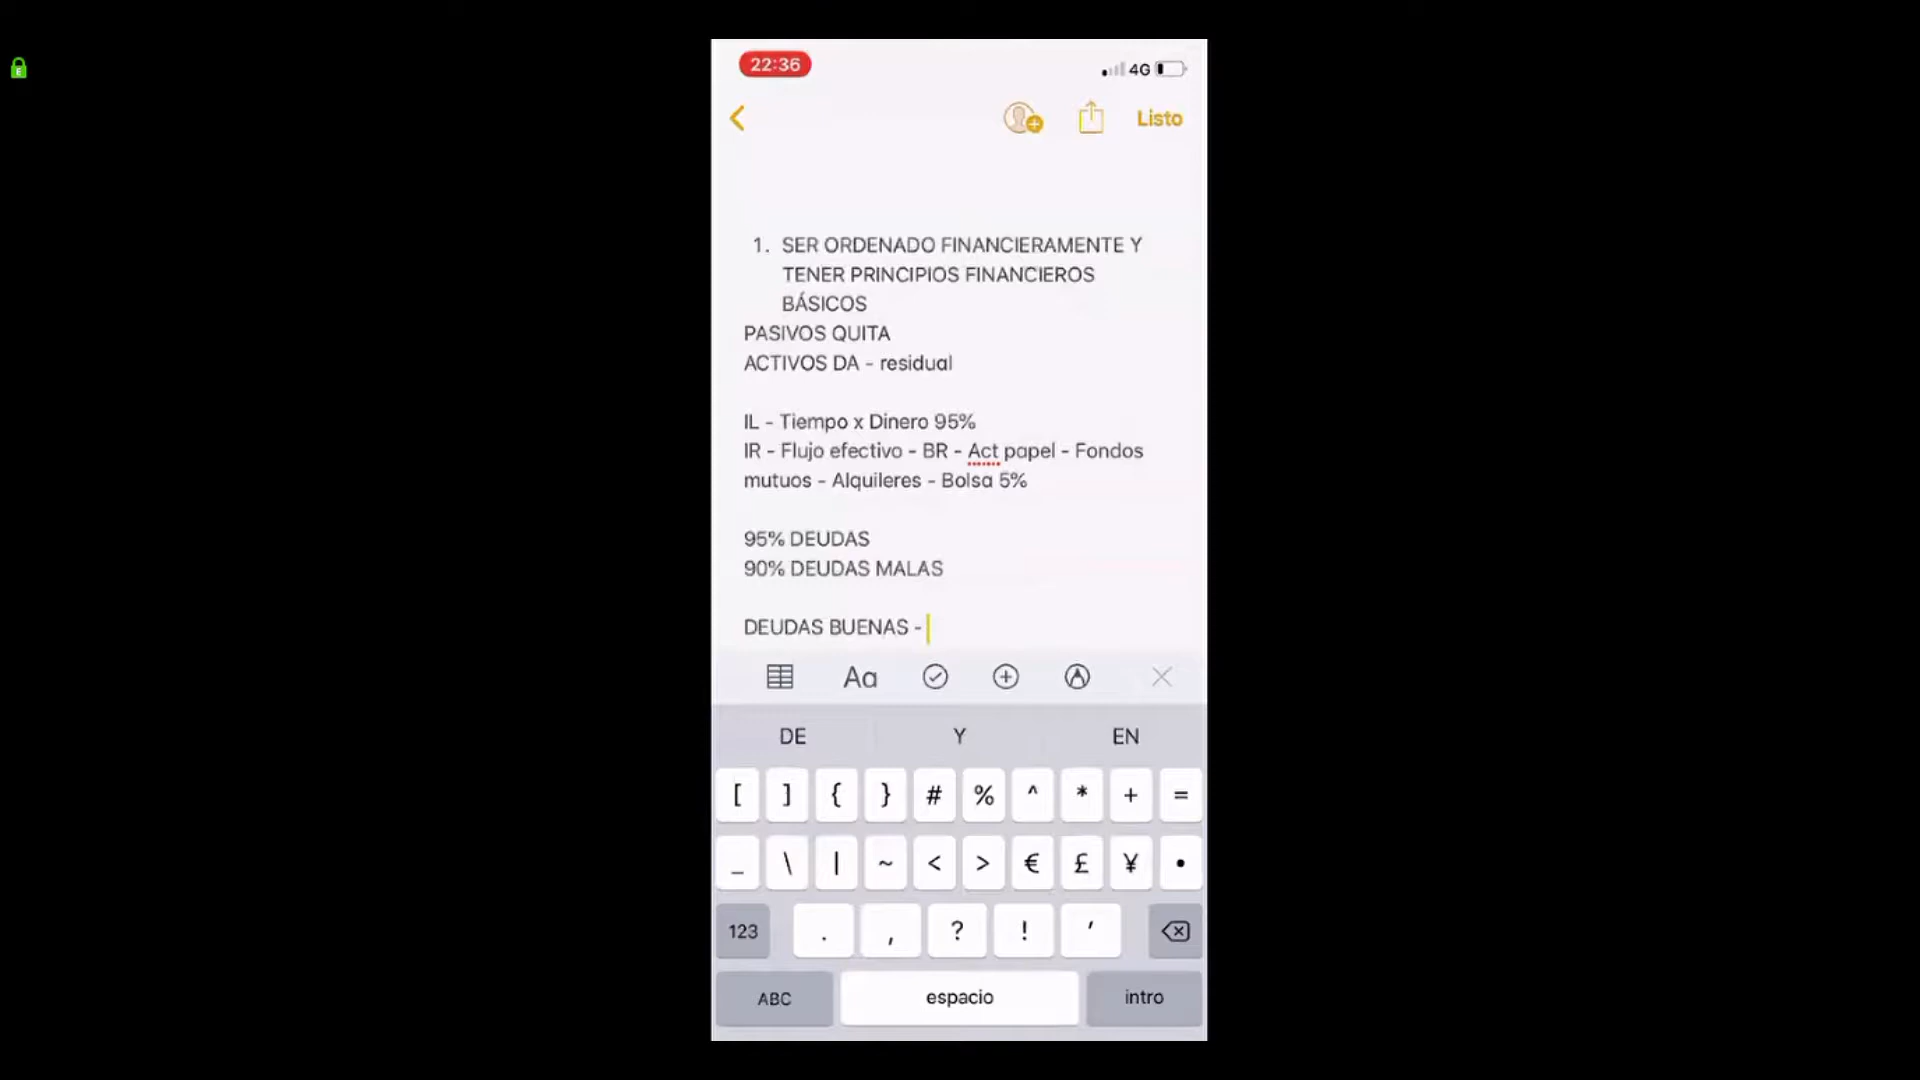 22:36
4G
Listo
1. SER ORDENADO FINANCIERAMENTE Y
TENER PRINCIPIOS FINANCIEROS
BÁSICOS
PASIVOS QUITA
ACTIVOS DA - residual
IL - Tiempo x Dinero 95%
IR - Flujo efectivo - BR - Act papel - Fondos
mutuos - Alquileres - Bolsa 5%
95% DEUDAS
90% DEUDAS MALAS
DEUDAS BUENAS -
Aa
DE Y EN
[ ] { } # % ^ * + =
_ \ | ~ < > € £ ¥ •
123 . , ? ! ′
ABC espacio intro